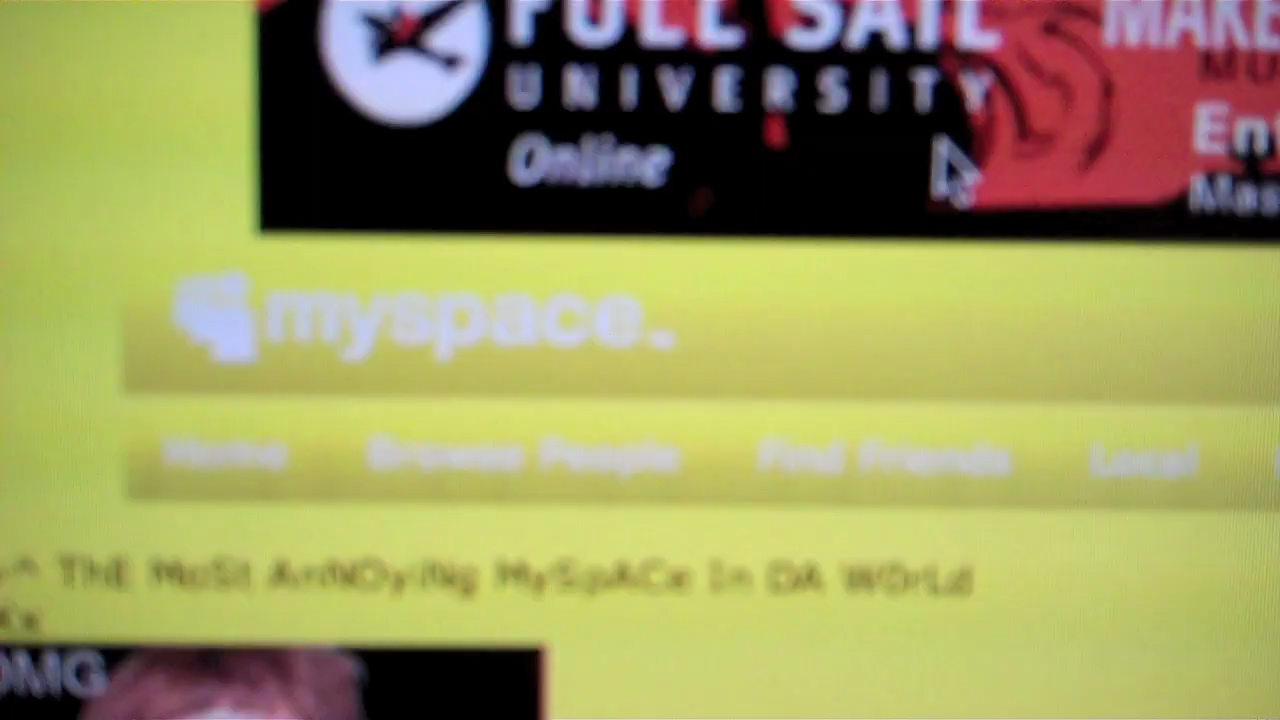 FULL SAIL
UNIVERSITY
Online
MAKE
myspace.
Home Browse People Find Friends Local
ThE MoSt AnNOyiNg MySpACe In DA WOrLd
OMG